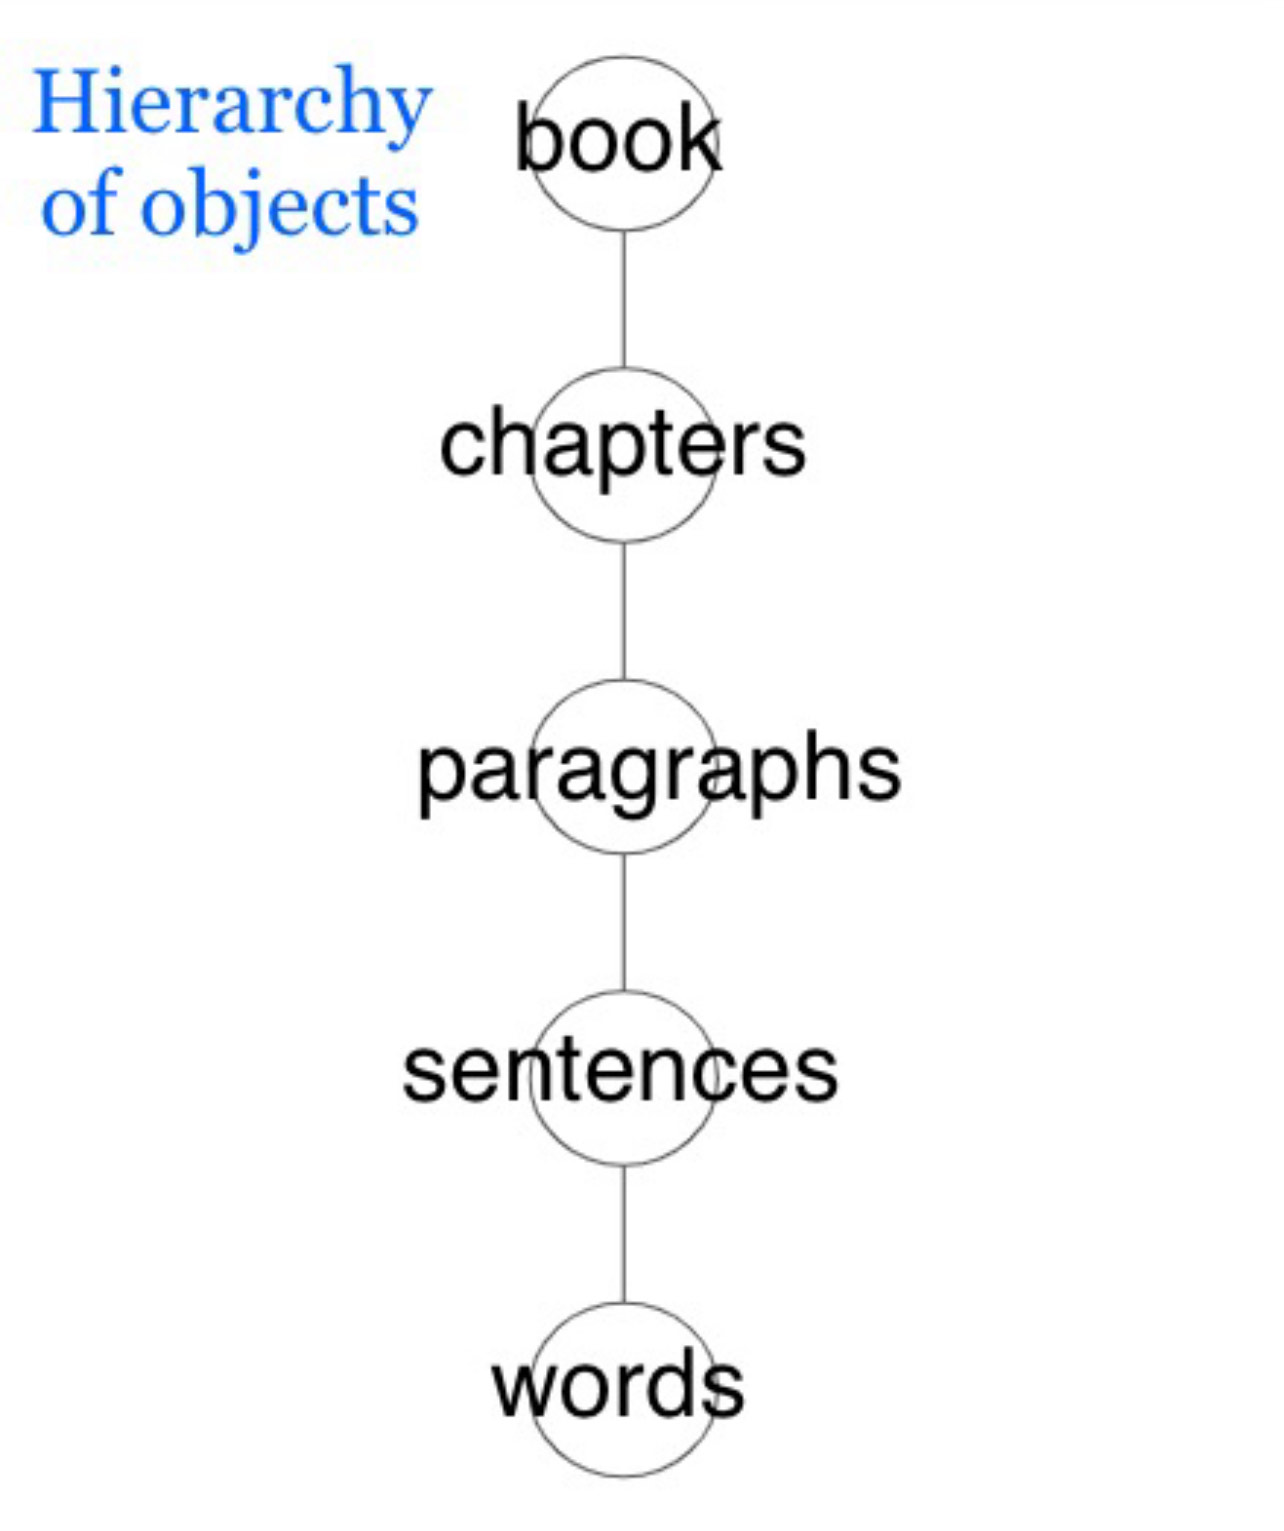 Hierarchy
of objects
book
chapters
paragraphs
sentences
words